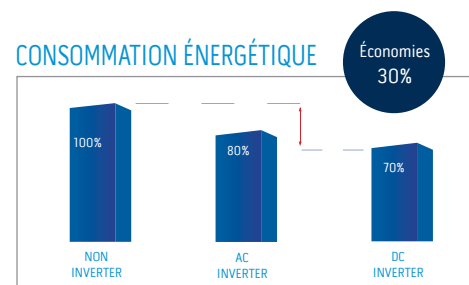 CONSOMMATION ÉNERGÉTIQUE
Économies
30%
100%
80%
70%
NON
INVERTER
AC
INVERTER
DC
INVERTER